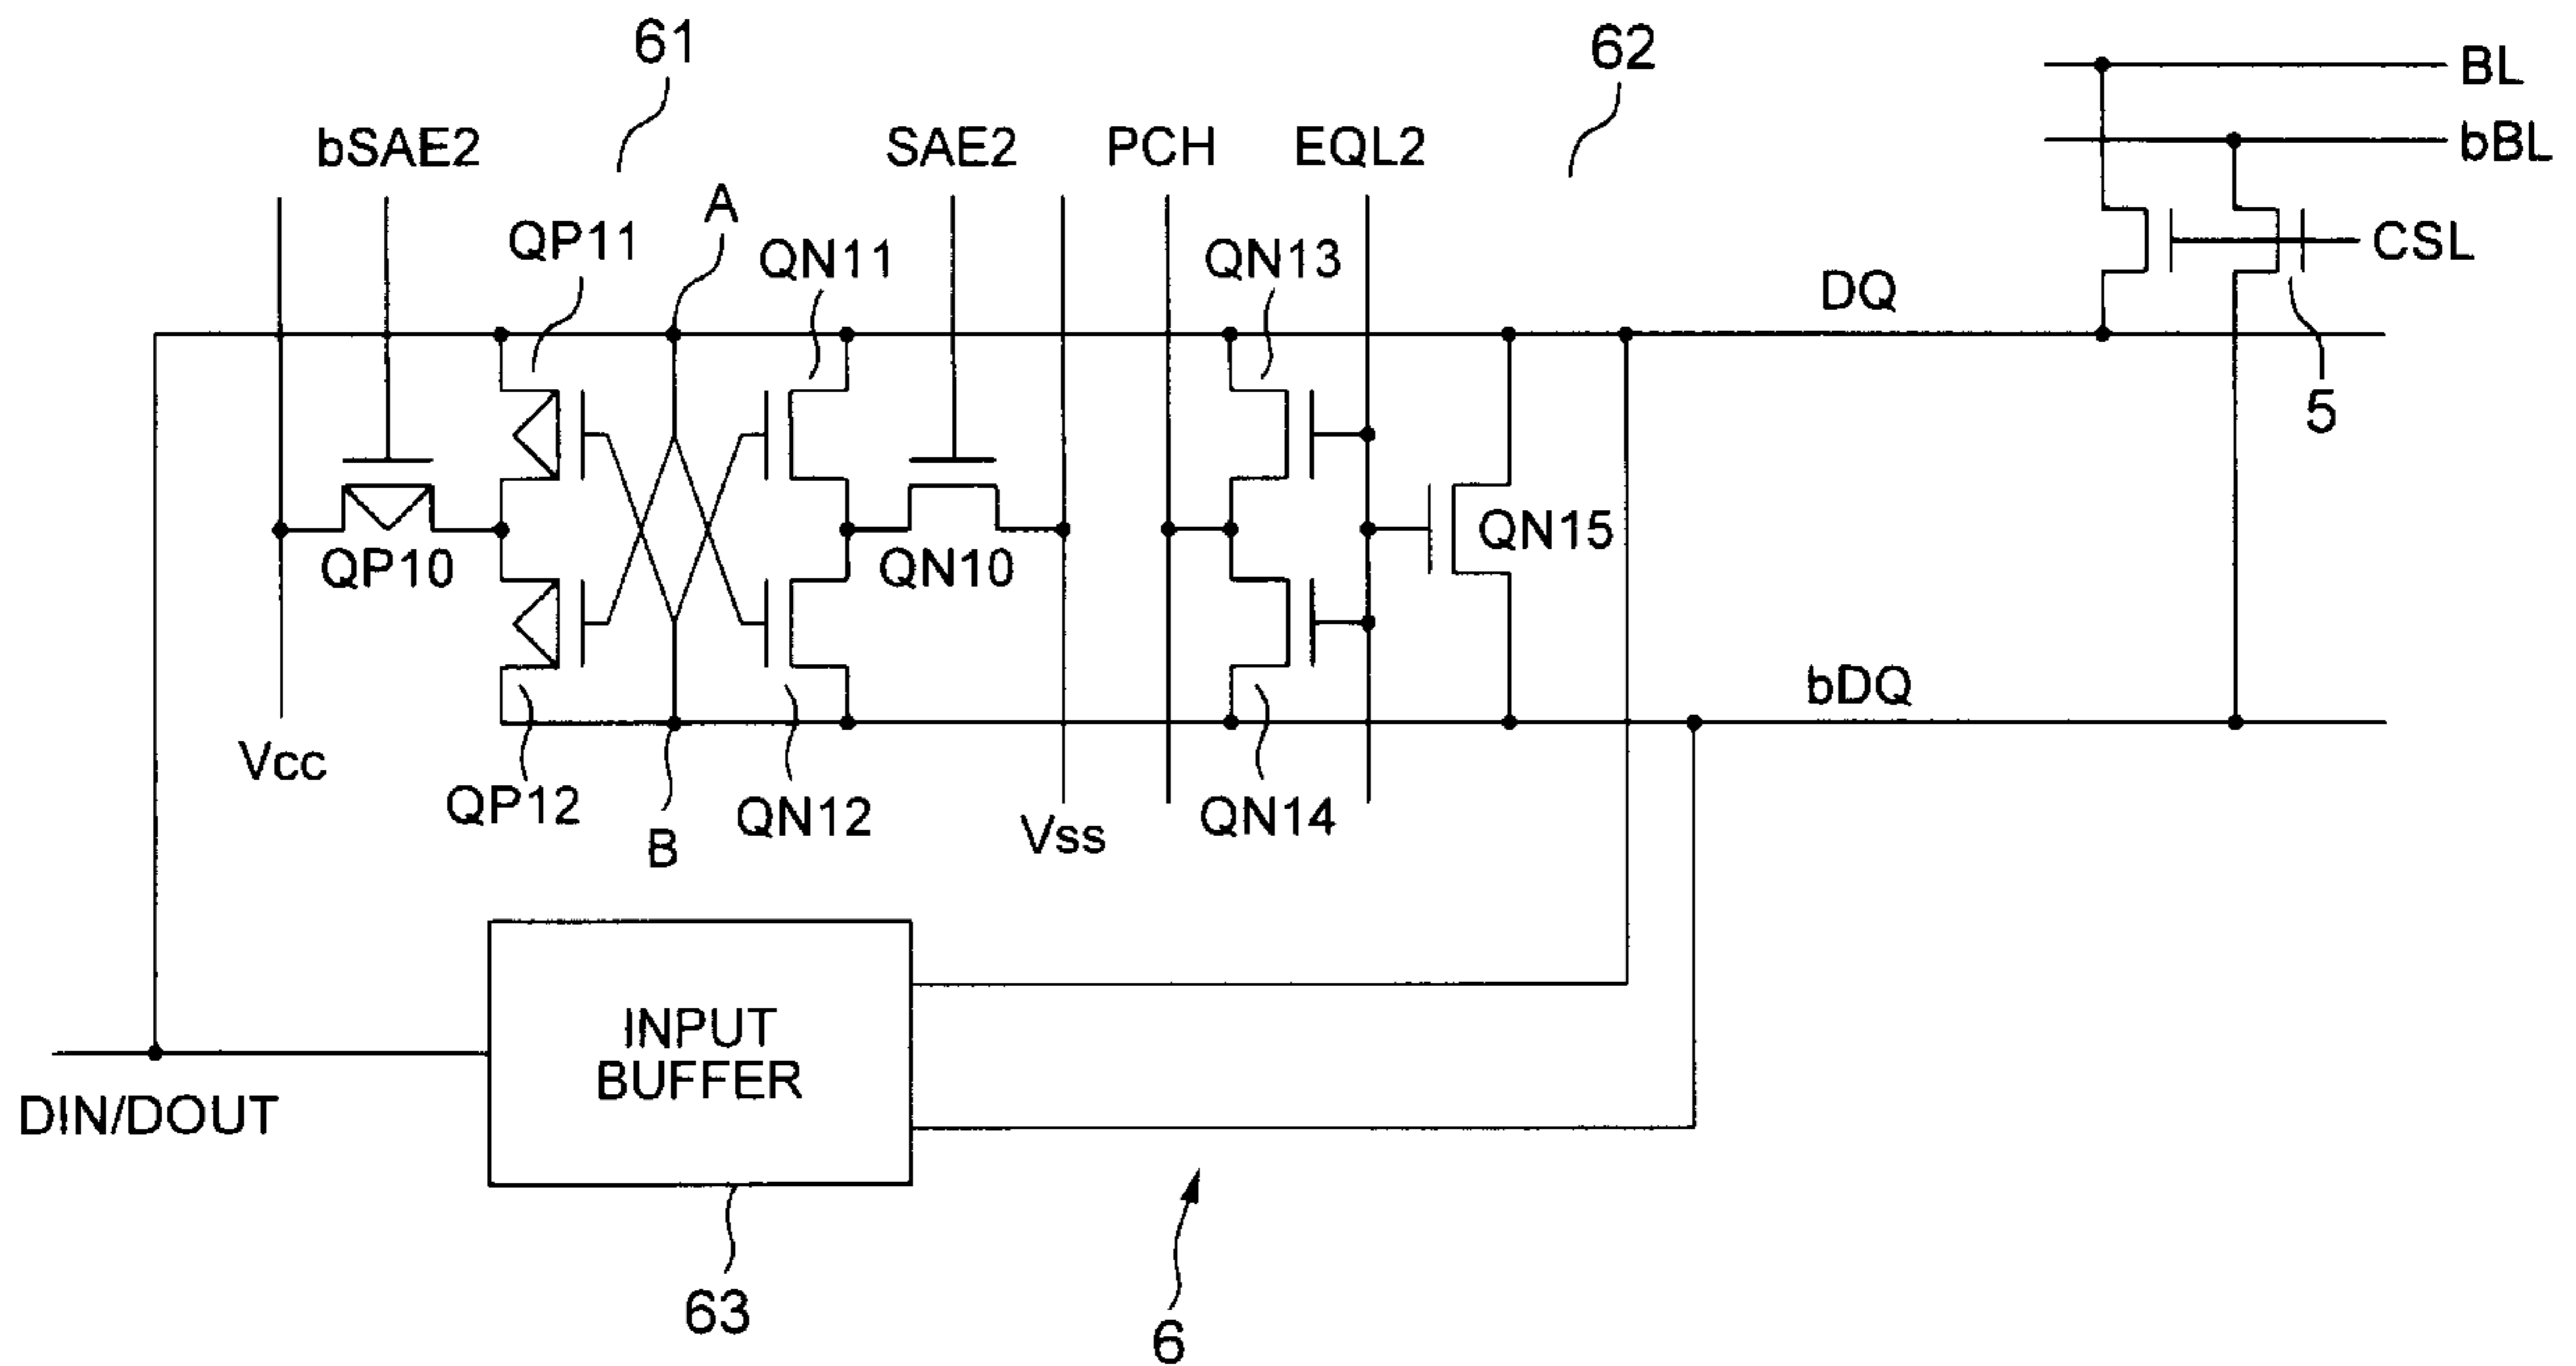 61
62
BL
bSAE2
SAE2
PCH
EQL2
bBL
A
QP11
QN11
QN13
CSL
DQ
5
QP10
QN10
QN15
bDQ
Vcc
QP12
QN12
B
Vss
QN14
INPUT
BUFFER
DIN/DOUT
63
6